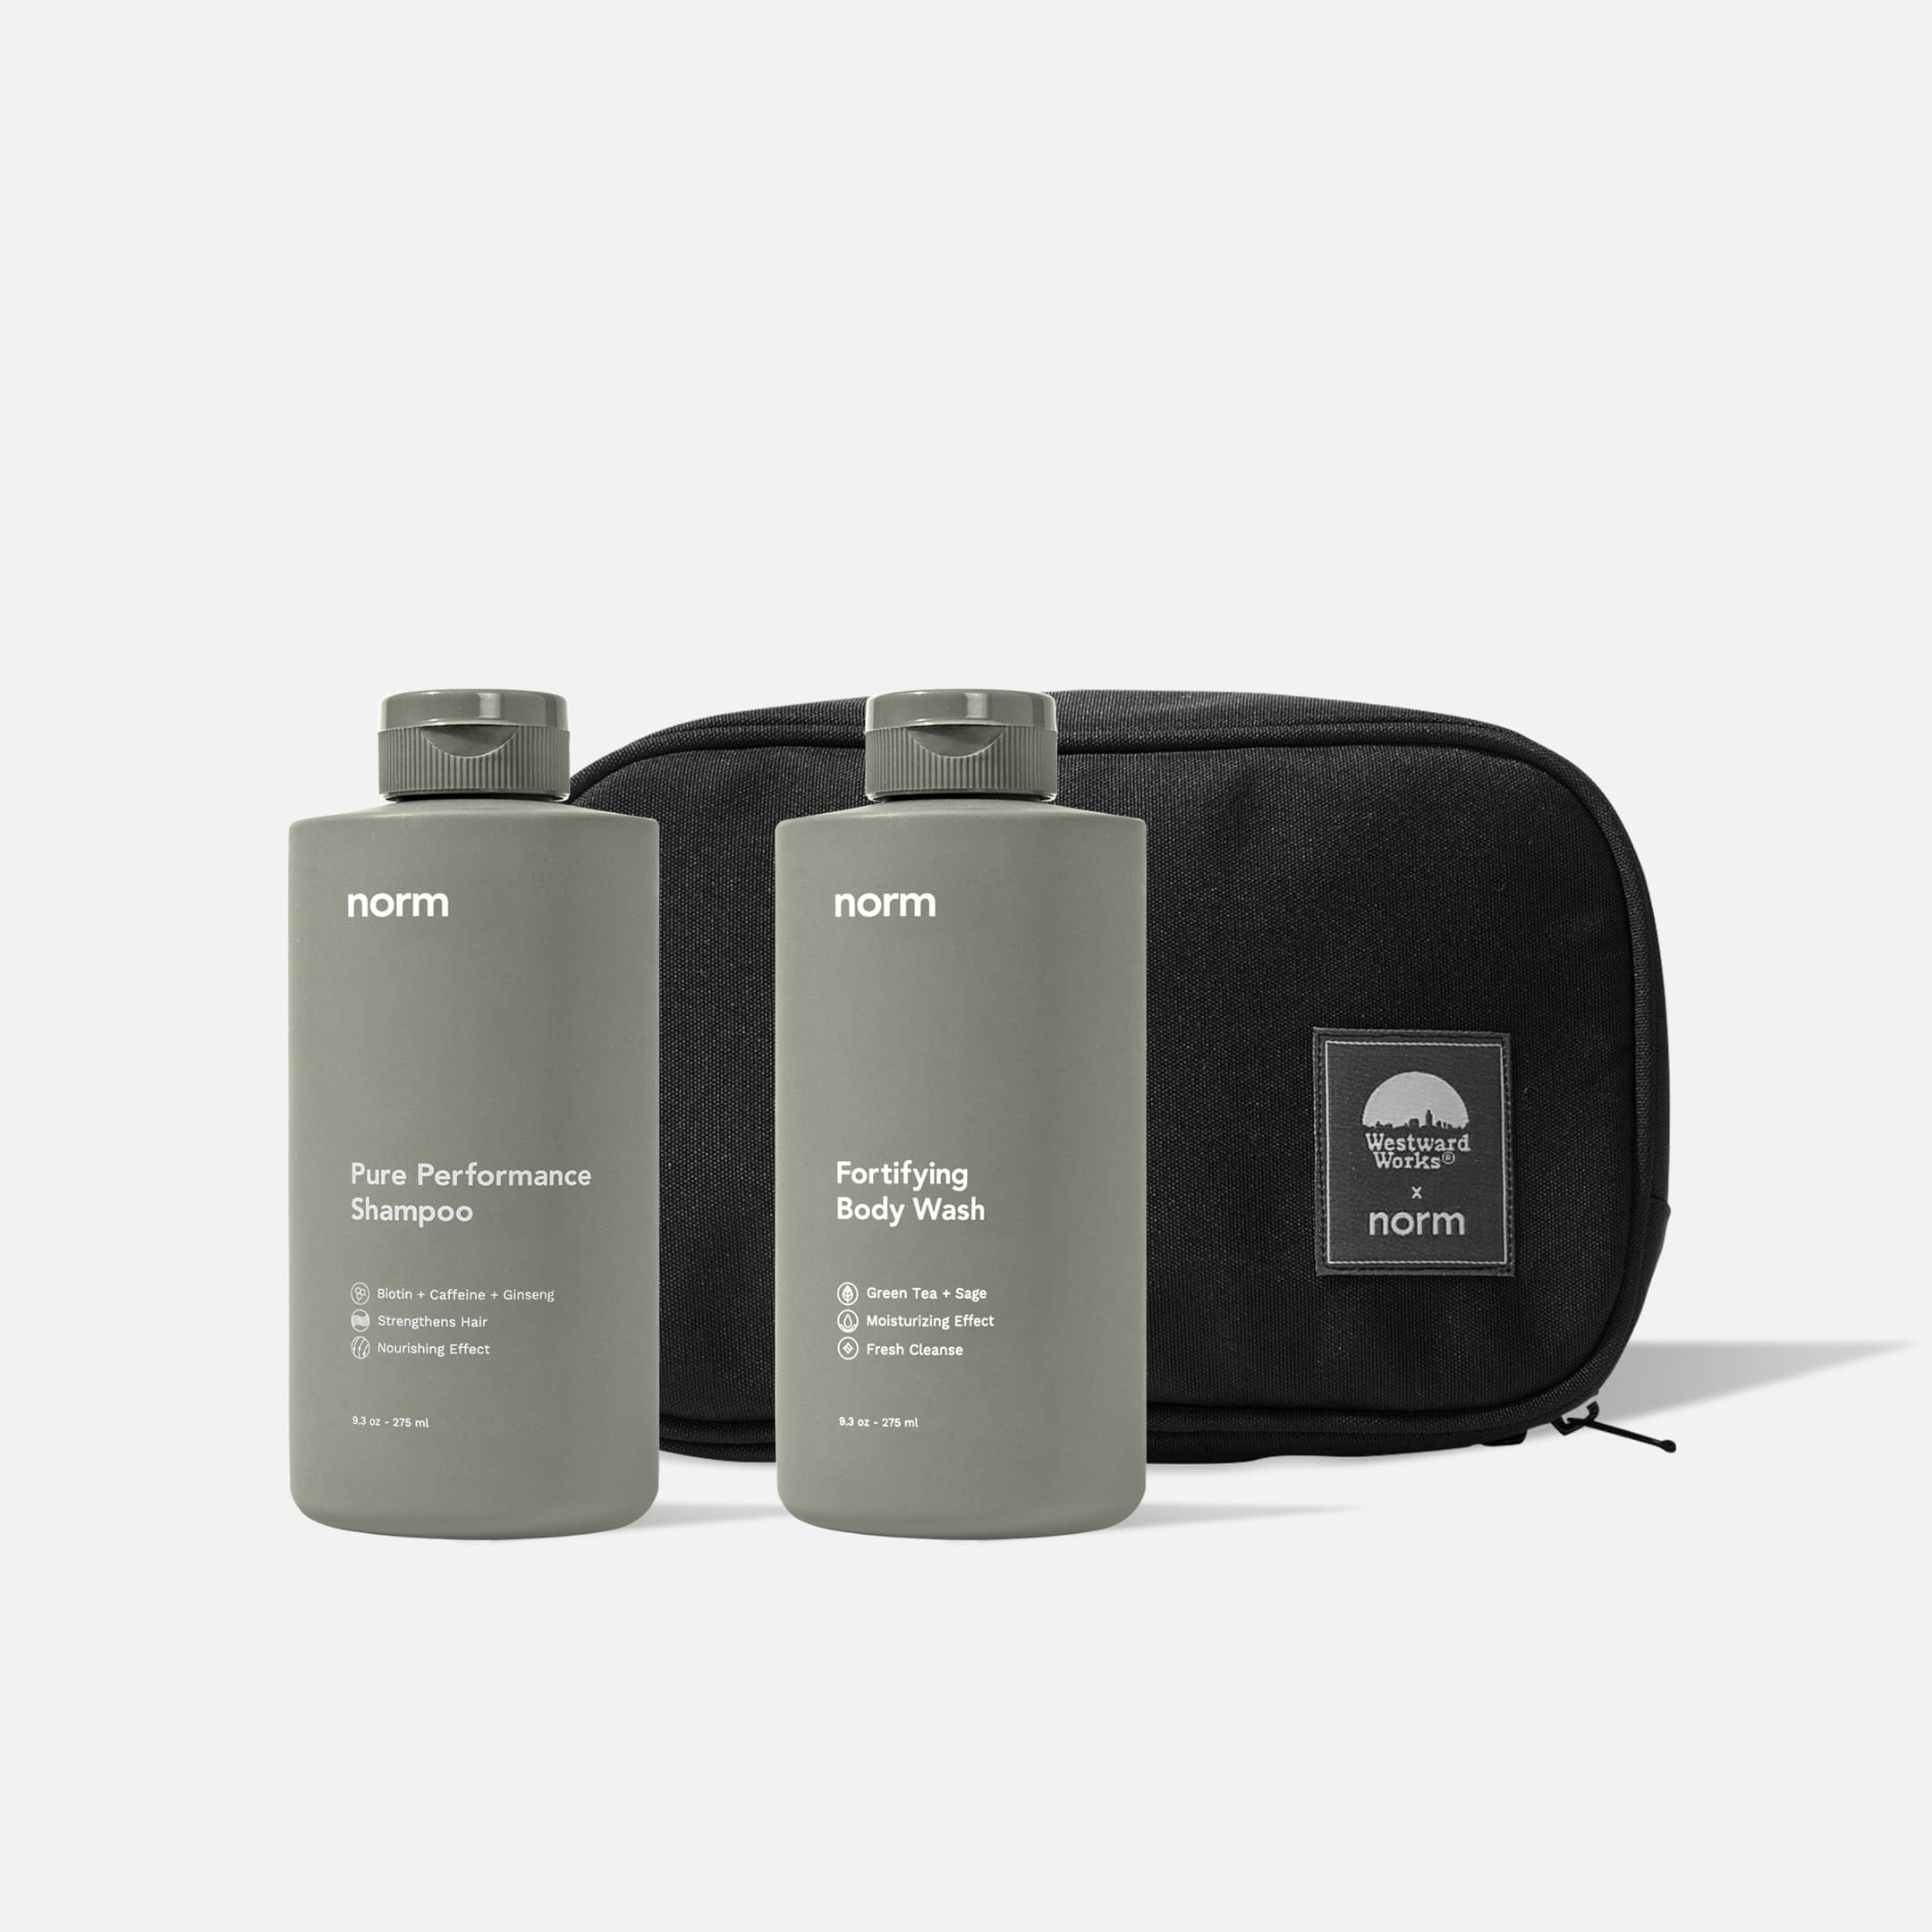 norm
Pure Performance
Shampoo
Biotin + Caffeine + Ginseng
Strengthens Hair
Nourishing Effect
9.3 oz - 275 ml
norm
Fortifying
Body Wash
Green Tea + Sage
Moisturizing Effect
Fresh Cleanse
9.3 oz - 275 ml
Westward
Works®
x
norm